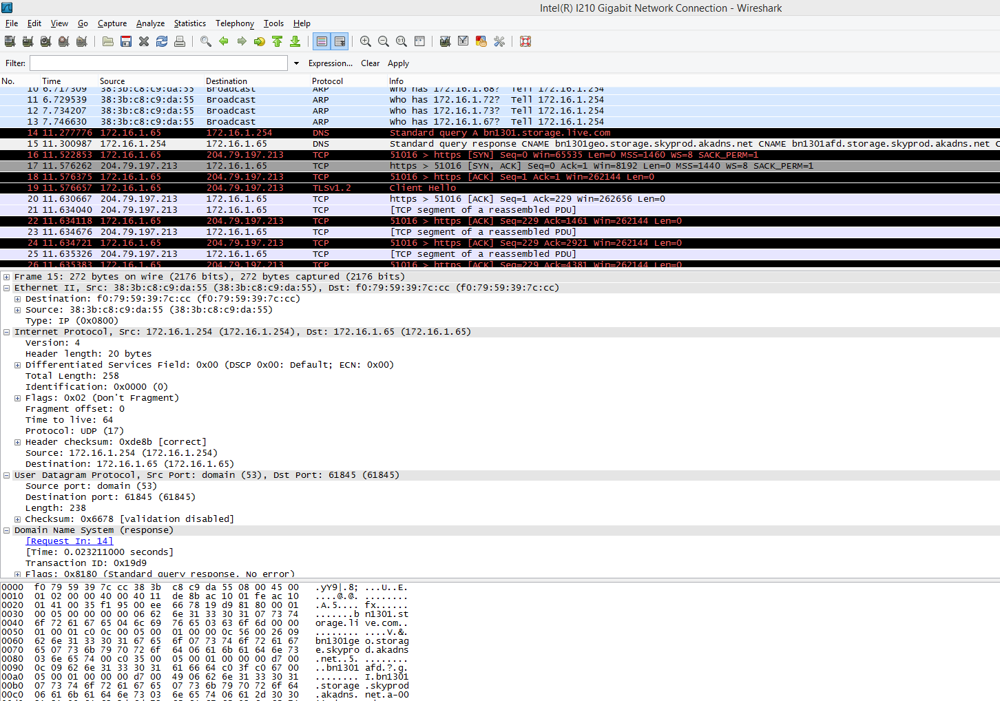 Intel(R) I210 Gigabit Network Connection - Wireshark
File Edit View Go Capture Analyze Statistics Telephony Tools Help
Filter: Expression... Clear Apply
No. Time Source Destination Protocol Info
10 6.717309 38:3b:c8:c9:da:55 Broadcast ARP Who has 172.16.1.68? Tell 172.16.1.254
11 6.729539 38:3b:c8:c9:da:55 Broadcast ARP Who has 172.16.1.72? Tell 172.16.1.254
12 7.734207 38:3b:c8:c9:da:55 Broadcast ARP Who has 172.16.1.73? Tell 172.16.1.254
13 7.746630 38:3b:c8:c9:da:55 Broadcast ARP Who has 172.16.1.67? Tell 172.16.1.254
14 11.277776 172.16.1.65 172.16.1.254 DNS Standard query A bn1301.storage.live.com
15 11.300987 172.16.1.254 172.16.1.65 DNS Standard query response CNAME bn1301geo.storage.skyprod.akadns.net CNAME bn1301afd.storage.skyprod.akadns.net C
16 11.522853 172.16.1.65 204.79.197.213 TCP 51016 > https [SYN] Seq=0 Win=65535 Len=0 MSS=1460 WS=8 SACK_PERM=1
17 11.576262 204.79.197.213 172.16.1.65 TCP https > 51016 [SYN, ACK] Seq=0 Ack=1 Win=8192 Len=0 MSS=1440 WS=8 SACK_PERM=1
18 11.576375 172.16.1.65 204.79.197.213 TCP 51016 > https [ACK] Seq=1 Ack=1 Win=262144 Len=0
19 11.576657 172.16.1.65 204.79.197.213 TLSv1.2 Client Hello
20 11.630667 204.79.197.213 172.16.1.65 TCP https > 51016 [ACK] Seq=1 Ack=229 Win=262656 Len=0
21 11.634040 204.79.197.213 172.16.1.65 TCP [TCP segment of a reassembled PDU]
22 11.634118 172.16.1.65 204.79.197.213 TCP 51016 > https [ACK] Seq=229 Ack=1461 Win=262144 Len=0
23 11.634676 204.79.197.213 172.16.1.65 TCP [TCP segment of a reassembled PDU]
24 11.634721 172.16.1.65 204.79.197.213 TCP 51016 > https [ACK] Seq=229 Ack=2921 Win=262144 Len=0
25 11.635326 204.79.197.213 172.16.1.65 TCP [TCP segment of a reassembled PDU]
26 11.635383 172.16.1.65 204.79.197.213 TCP 51016 > https [ACK] Seq=229 Ack=4381 Win=262144 Len=0
Frame 15: 272 bytes on wire (2176 bits), 272 bytes captured (2176 bits)
Ethernet II, Src: 38:3b:c8:c9:da:55 (38:3b:c8:c9:da:55), Dst: f0:79:59:39:7c:cc (f0:79:59:39:7c:cc)
Destination: f0:79:59:39:7c:cc (f0:79:59:39:7c:cc)
Source: 38:3b:c8:c9:da:55 (38:3b:c8:c9:da:55)
Type: IP (0x0800)
Internet Protocol, Src: 172.16.1.254 (172.16.1.254), Dst: 172.16.1.65 (172.16.1.65)
Version: 4
Header length: 20 bytes
Differentiated Services Field: 0x00 (DSCP 0x00: Default; ECN: 0x00)
Total Length: 258
Identification: 0x0000 (0)
Flags: 0x02 (Don't Fragment)
Fragment offset: 0
Time to live: 64
Protocol: UDP (17)
Header checksum: 0xde8b [correct]
Source: 172.16.1.254 (172.16.1.254)
Destination: 172.16.1.65 (172.16.1.65)
User Datagram Protocol, Src Port: domain (53), Dst Port: 61845 (61845)
Source port: domain (53)
Destination port: 61845 (61845)
Length: 238
Checksum: 0x6678 [validation disabled]
Domain Name System (response)
[Request In: 14]
[Time: 0.023211000 seconds]
Transaction ID: 0x19d9
Flags: 0x8180 (Standard query response, No error)
0000 f0 79 59 39 7c cc 38 3b c8 c9 da 55 08 00 45 00 .yY9|.8; ...U..E.
0010 01 02 00 00 40 00 40 11 de 8b ac 10 01 fe ac 10 ....@.@. ........
0020 01 41 00 35 f1 95 00 ee 66 78 19 d9 81 80 00 01 .A.5.... fx......
0030 00 05 00 00 00 00 06 62 6e 31 33 30 31 07 73 74 .......b n1301.st
0040 6f 72 61 67 65 04 6c 69 76 65 03 63 6f 6d 00 00 orage.li ve.com..
0050 01 00 01 c0 0c 00 05 00 01 00 00 0c 56 00 26 09 ........ ....V.&.
0060 62 6e 31 33 30 31 67 65 6f 07 73 74 6f 72 61 67 bn1301ge o.storag
0070 65 07 73 6b 79 70 72 6f 64 06 61 6b 61 64 6e 73 e.skypro d.akadns
0080 03 6e 65 74 00 c0 35 00 05 00 01 00 00 00 d7 00 .net..5. ........
0090 0c 09 62 6e 31 33 30 31 61 66 64 c0 3f c0 67 00 ..bn1301 afd.?.g.
00a0 05 00 01 00 00 00 d7 00 49 06 62 6e 31 33 30 31 ........ I.bn1301
00b0 07 73 74 6f 72 61 67 65 07 73 6b 79 70 72 6f 64 .storage .skyprod
00c0 06 61 6b 61 64 6e 73 03 6e 65 74 06 61 2d 30 30 .akadns. net.a-00